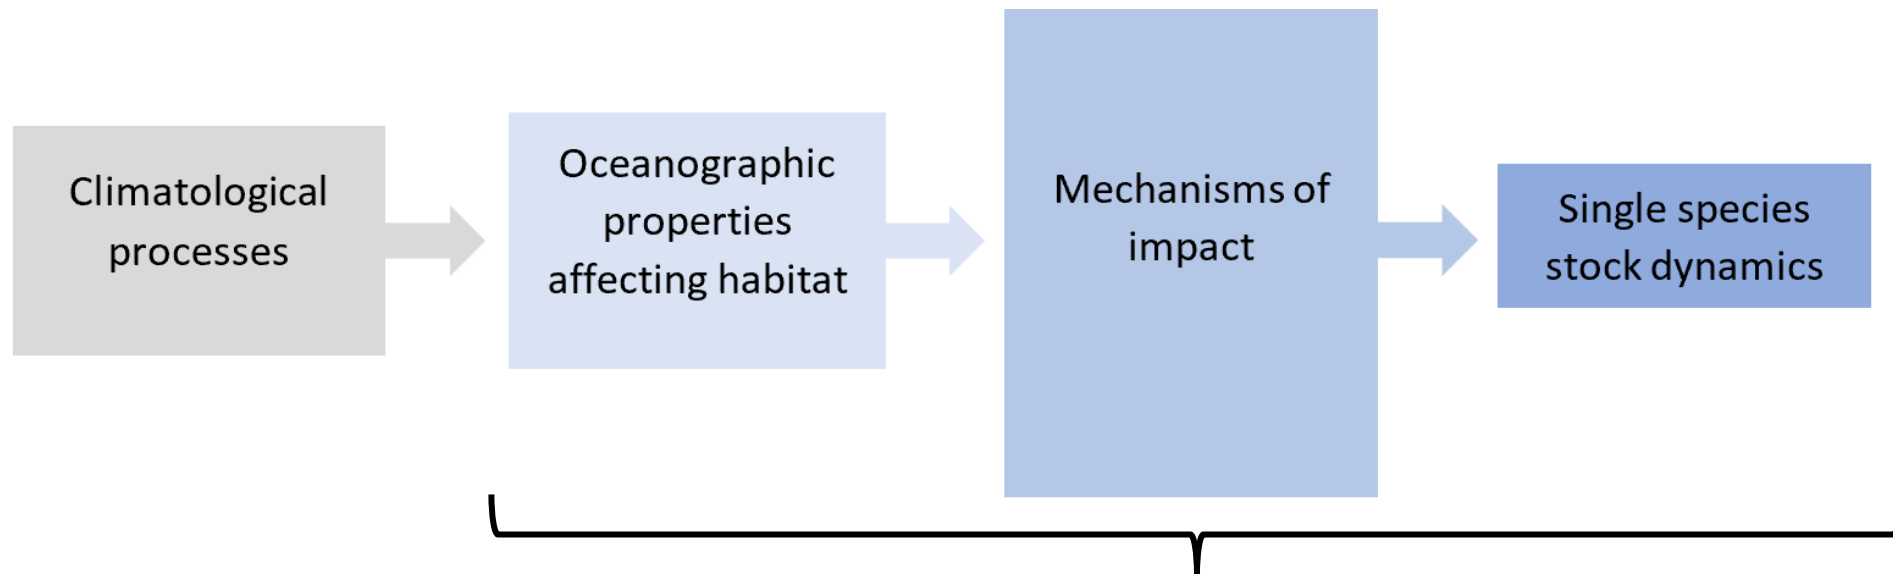 Climatological
processes
Oceanographic
properties
affecting habitat
Mechanisms of
impact
Single species
stock dynamics